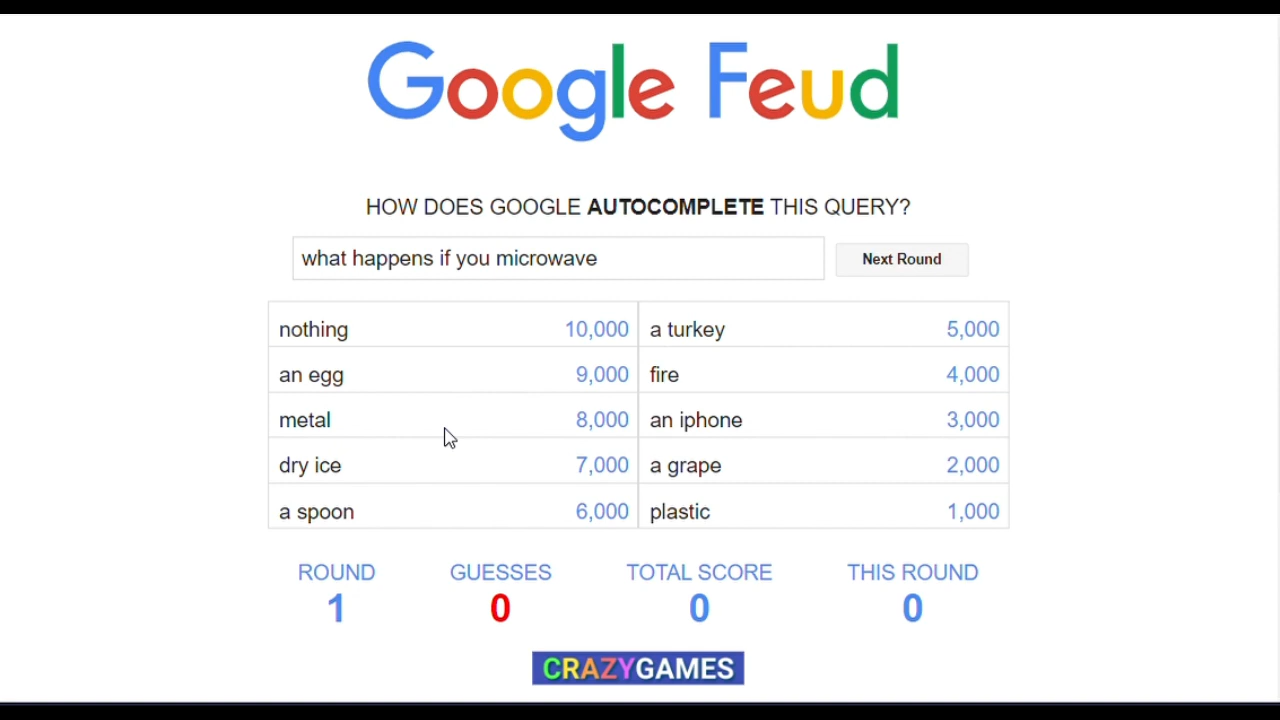 Google Feud
HOW DOES GOOGLE AUTOCOMPLETE THIS QUERY?
what happens if you microwave
Next Round
nothing 10,000 a turkey 5,000
an egg 9,000 fire 4,000
metal 8,000 an iphone 3,000
dry ice 7,000 a grape 2,000
a spoon 6,000 plastic 1,000
ROUND GUESSES TOTAL SCORE THIS ROUND
1 0 0 0
CRAZYGAMES